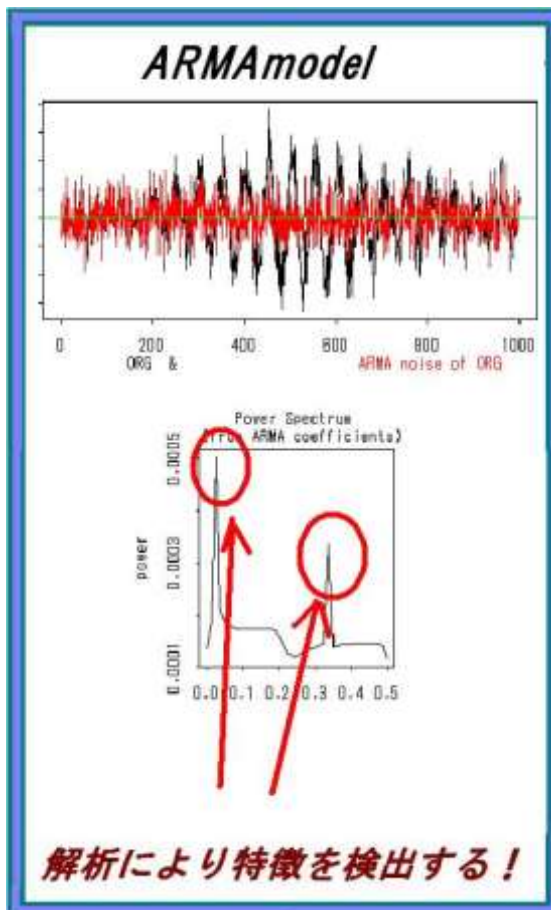 ARMAmodel
0 200 400 600 800 1000
ORG & ARMA noise of ORG
Power Spectrum
(from ARMA coefficients)
0.0005
0.0003
0.0001
power
0.0 0.1 0.2 0.3 0.4 0.5
解析により特徴を検出する!